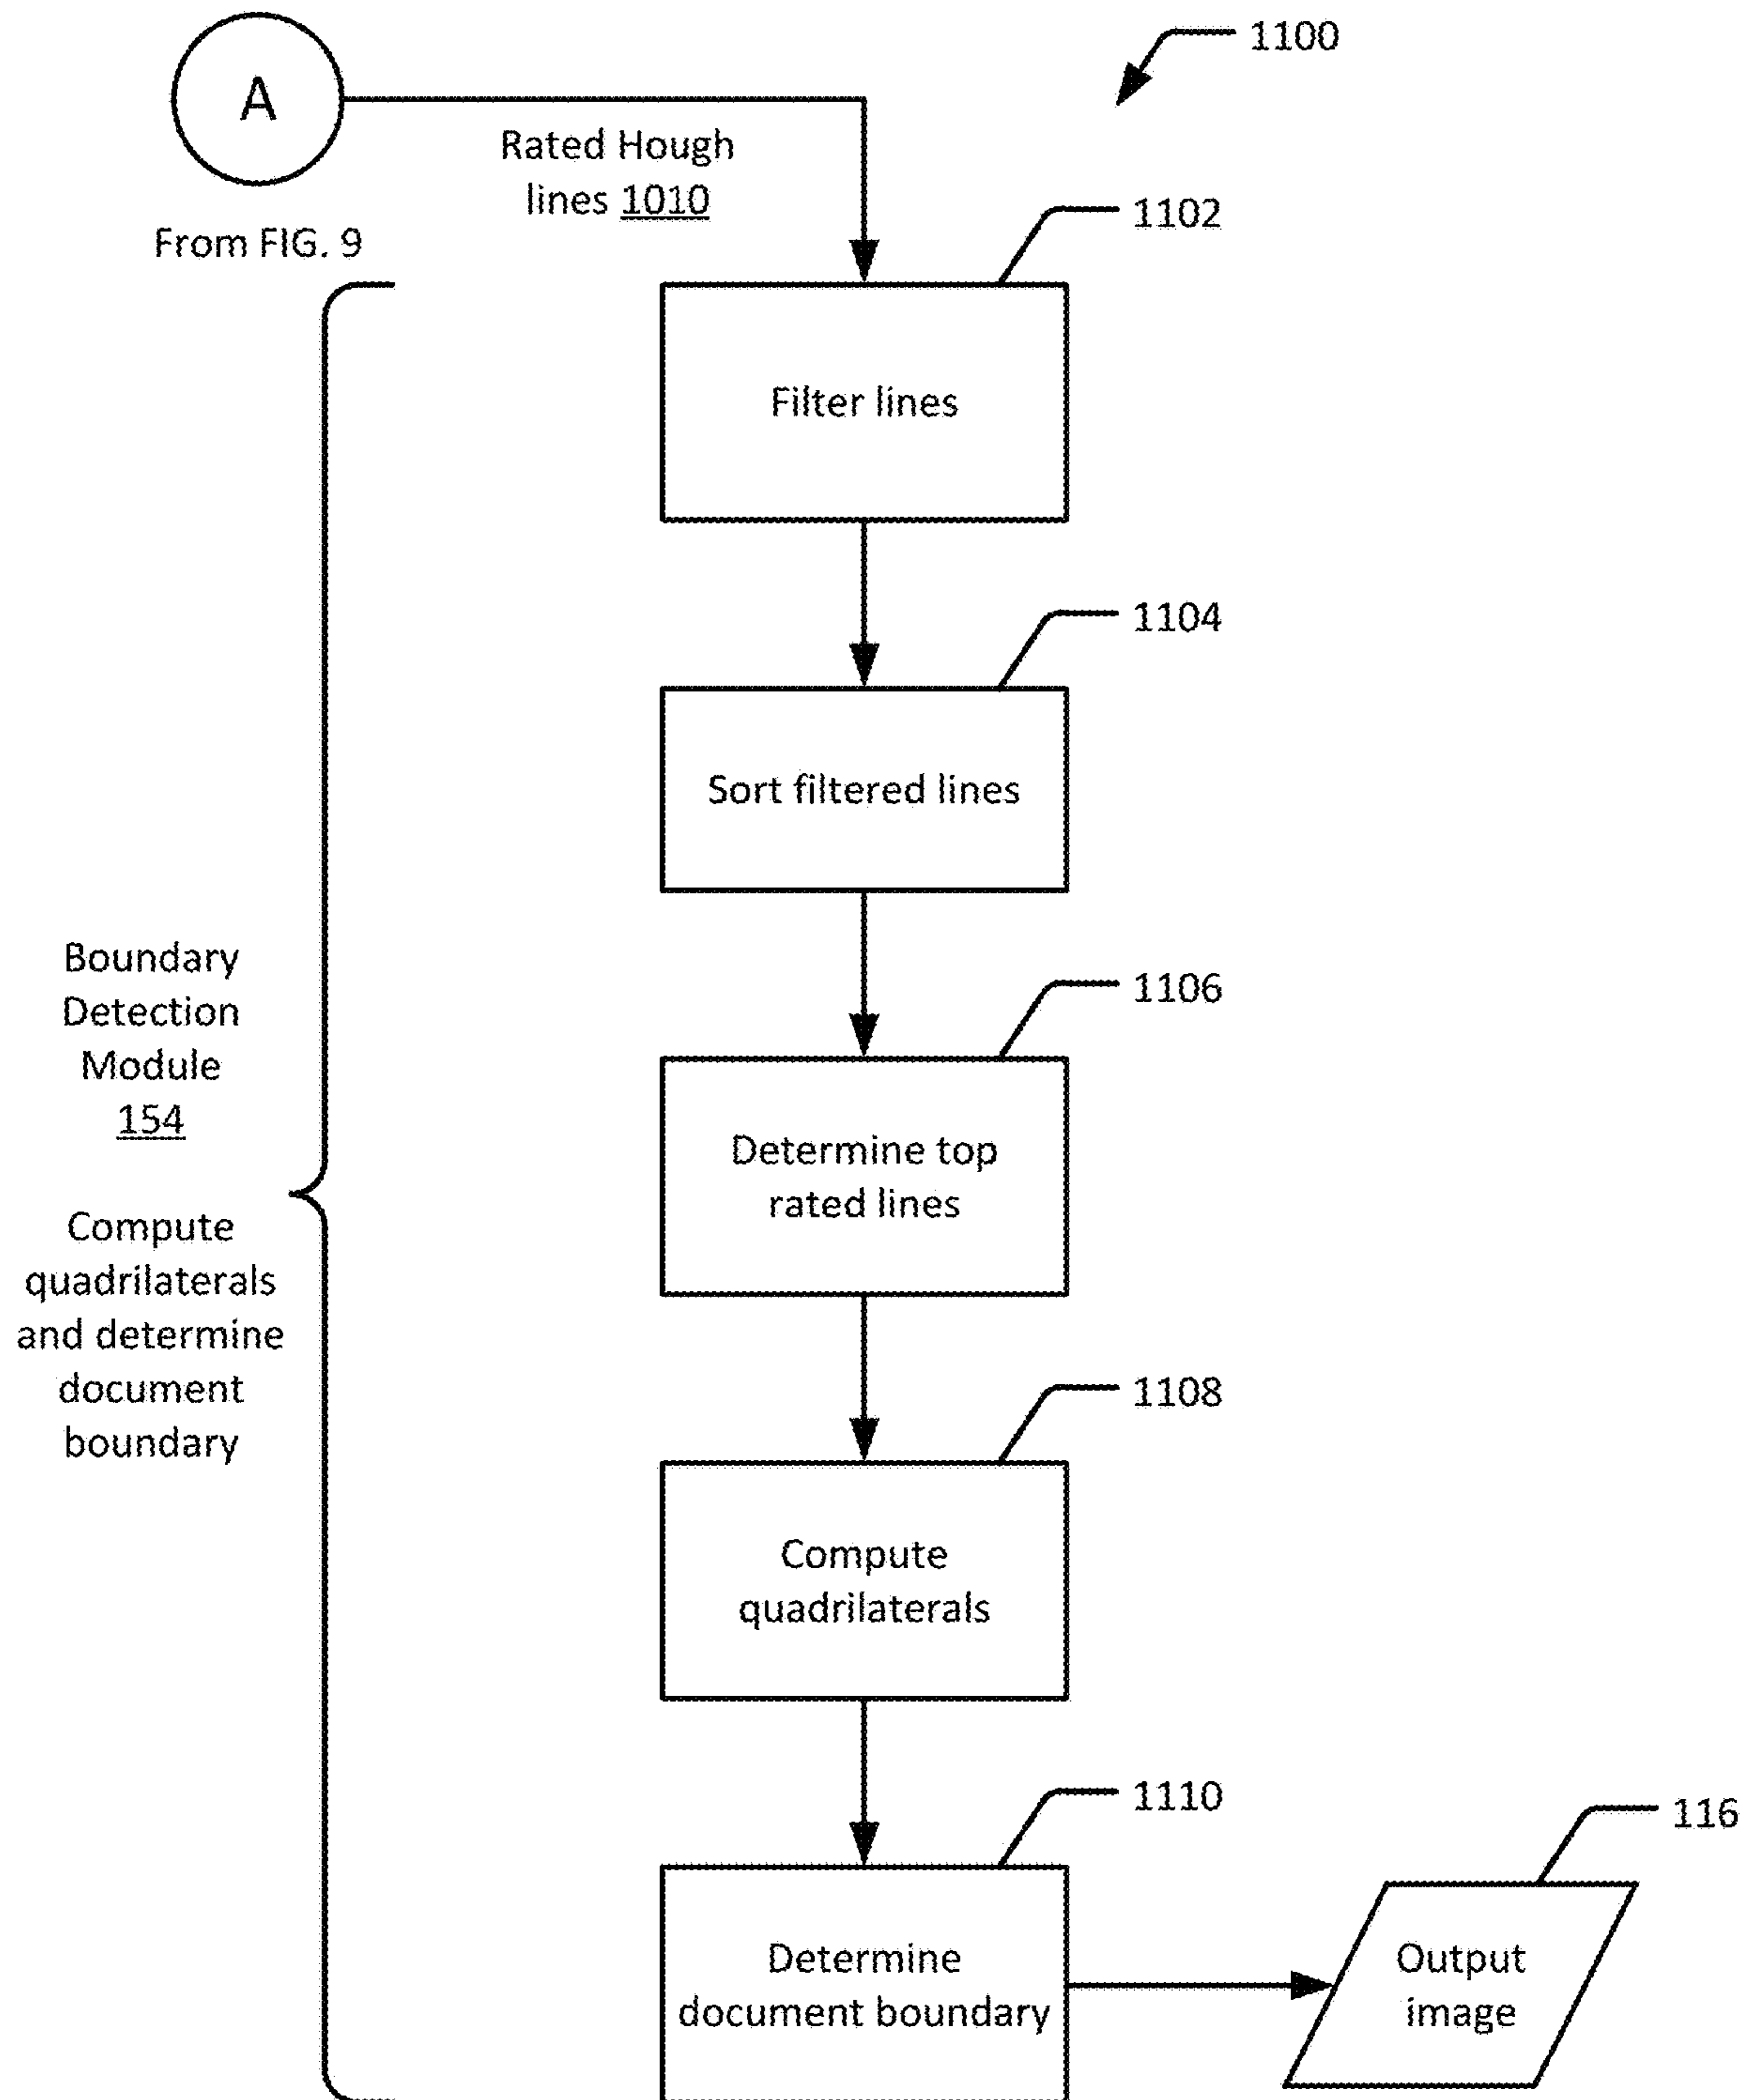 1100
A
Rated Hough
lines 1010
From FIG. 9
1102
Filter lines
1104
Sort filtered lines
1106
Determine top
rated lines
Boundary
Detection
Module
154
Compute
quadrilaterals
and determine
document
boundary
1108
Compute
quadrilaterals
1110
Determine
document boundary
116
Output
image